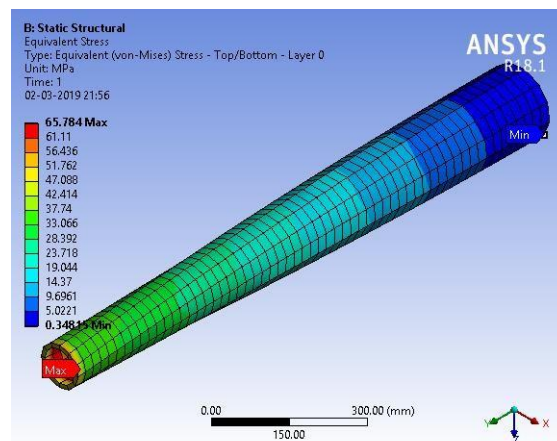 B: Static Structural
Equivalent Stress
Type: Equivalent (von-Mises) Stress - Top/Bottom - Layer 0
Unit: MPa
Time: 1
02-03-2019 21:56
ANSYS
R18.1
65.784 Max
61.11
56.436
51.762
47.088
42.414
37.74
33.066
28.392
23.718
19.044
14.37
9.6961
5.0221
0.34815 Min
Min
Max
0.00 300.00 (mm)
150.00
Y X
Z